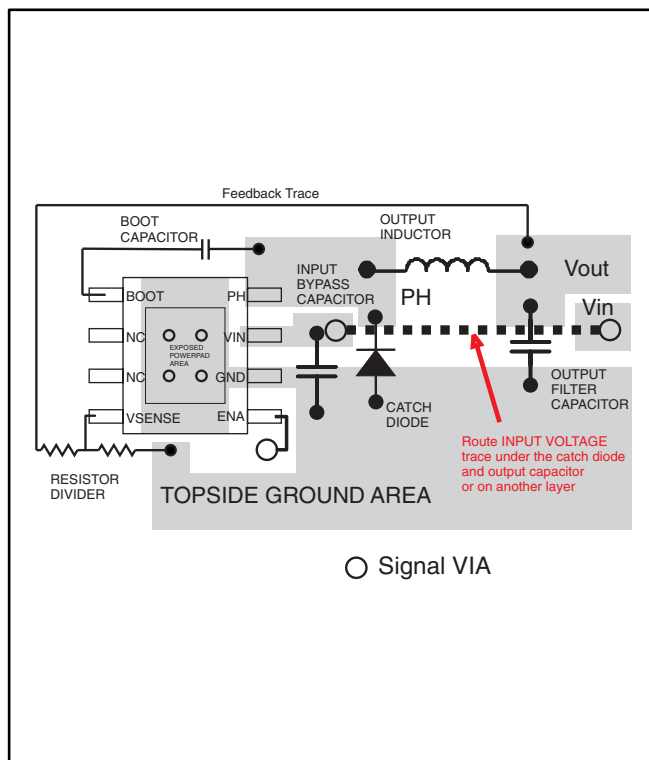 Feedback Trace
BOOT
CAPACITOR
OUTPUT
INDUCTOR
INPUT
BYPASS
CAPACITOR
PH
Vout
Vin
BOOT
PH
NC
VIN
NC
GND
VSENSE
ENA
EXPOSED
POWERPAD
AREA
CATCH
DIODE
OUTPUT
FILTER
CAPACITOR
Route INPUT VOLTAGE
trace under the catch diode
and output capacitor
or on another layer
RESISTOR
DIVIDER
TOPSIDE GROUND AREA
Signal VIA